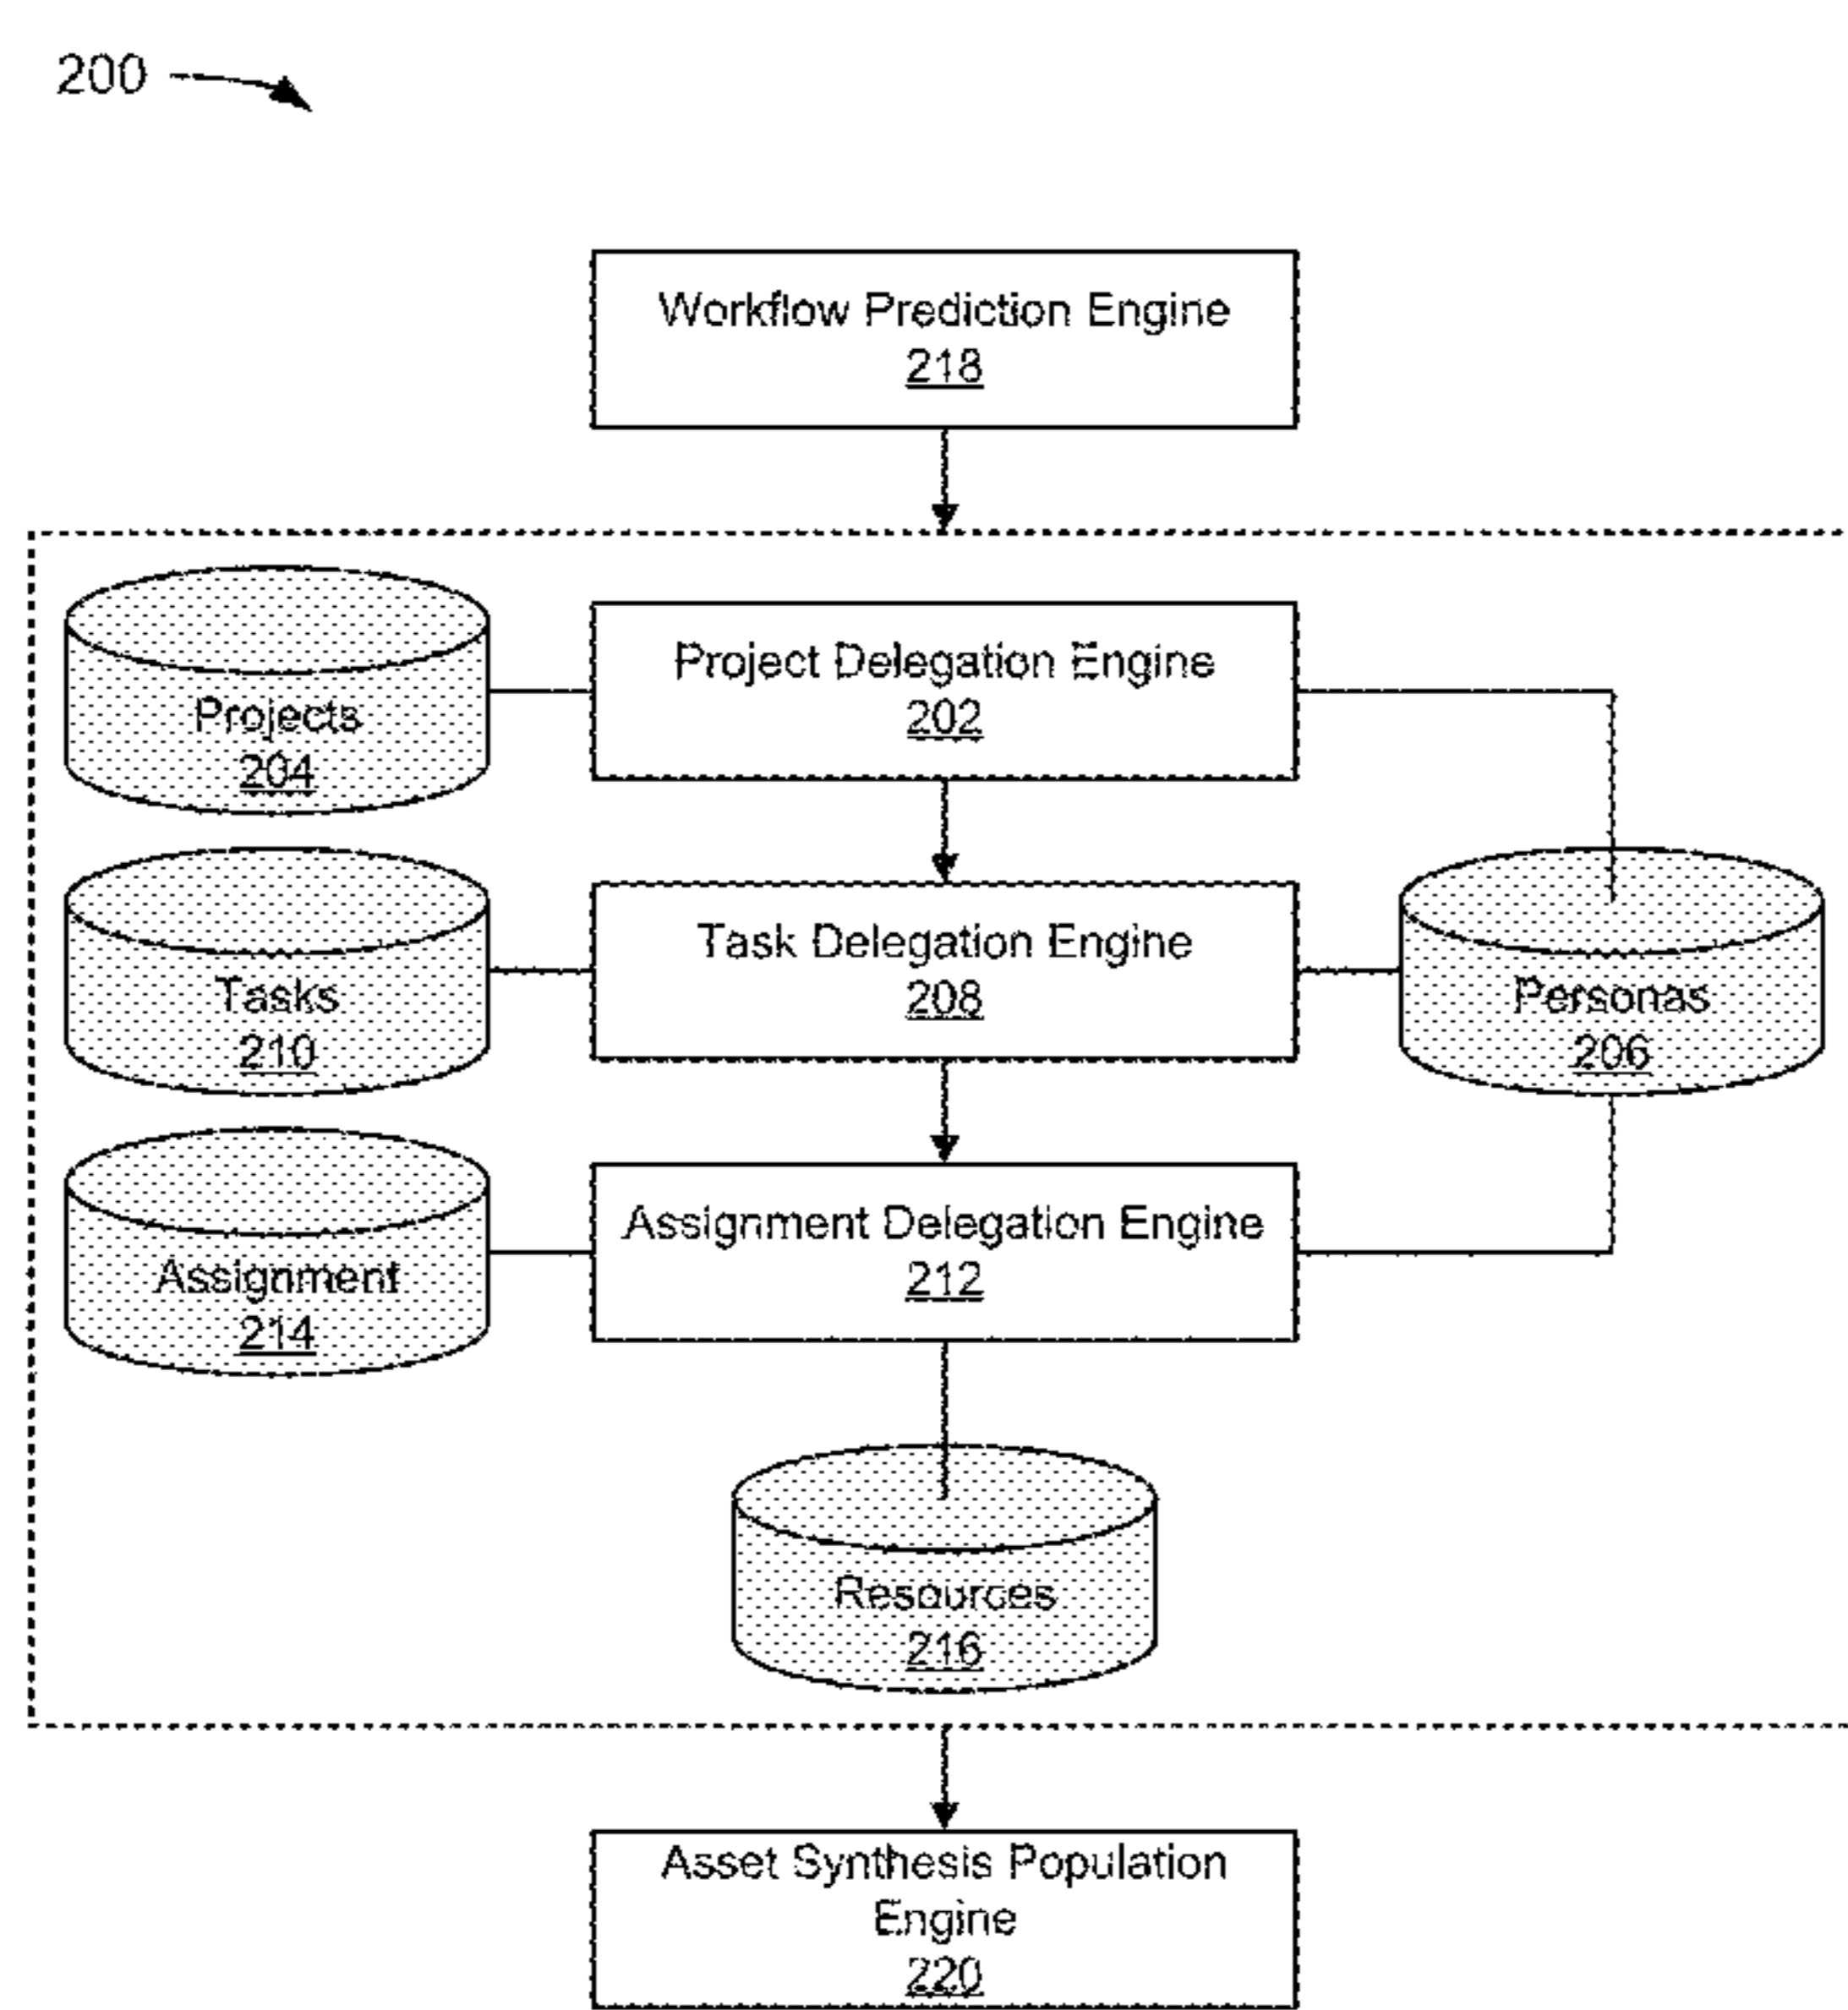 200
Workflow Prediction Engine
218
Projects
204
Project Delegation Engine
202
Tasks
210
Task Delegation Engine
208
Personas
206
Assignment
214
Assignment Delegation Engine
212
Resources
216
Asset Synthesis Population
Engine
220